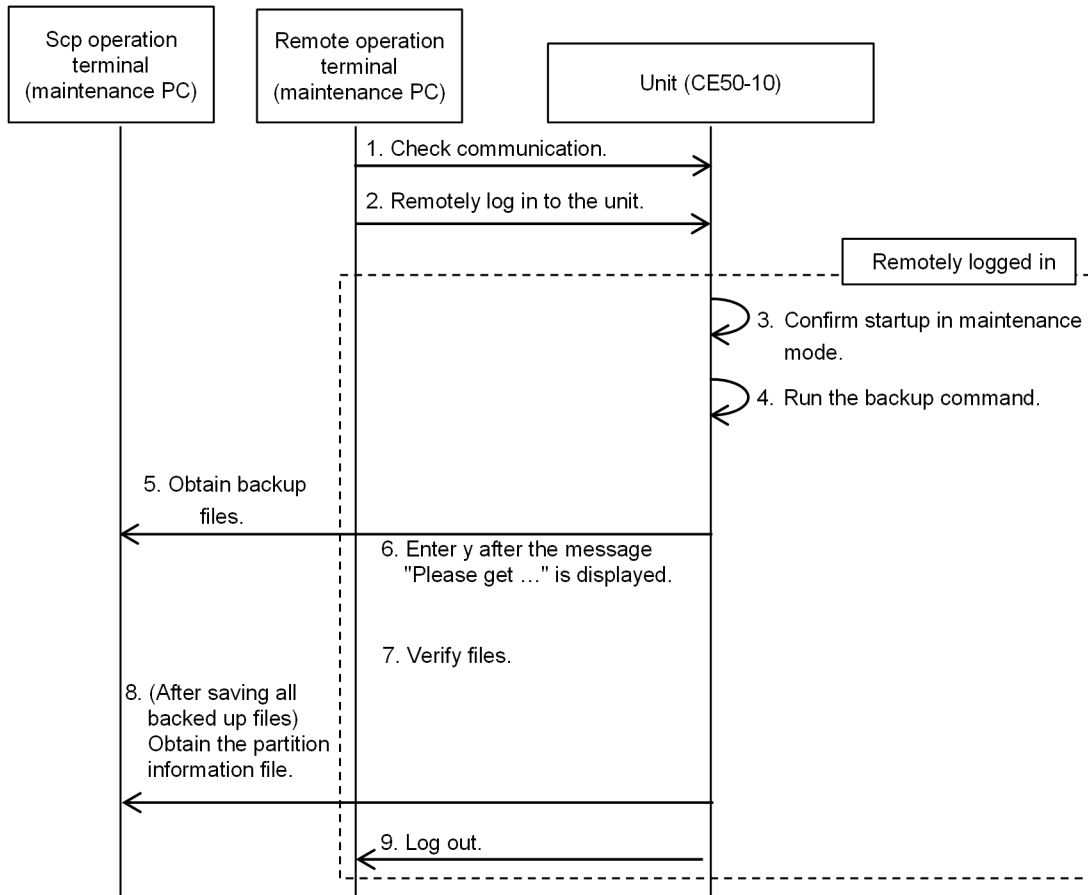 Scp operation
terminal
(maintenance PC)
Remote operation
terminal
(maintenance PC)
Unit (CE50-10)
1. Check communication.
2. Remotely log in to the unit.
Remotely logged in
3. Confirm startup in maintenance
mode.
4. Run the backup command.
5. Obtain backup
files.
6. Enter y after the message
"Please get ..." is displayed.
7. Verify files.
8. (After saving all
backed up files)
Obtain the partition
information file.
9. Log out.